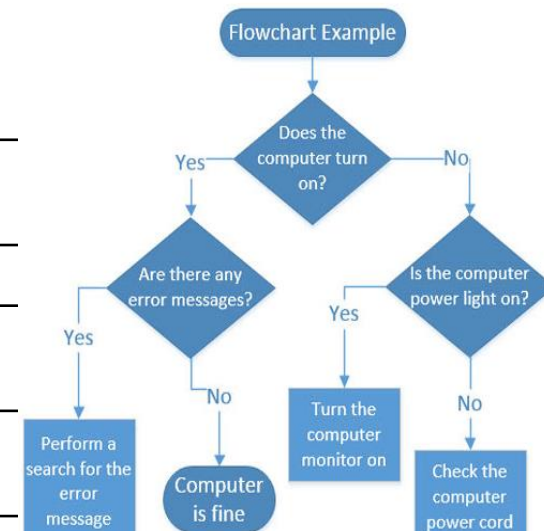 Flowchart Example
Does the
computer turn
on?
Yes
No
Are there any
error messages?
Is the computer
power light on?
Yes
No
Yes
No
Perform a
search for the
error
message
Computer
is fine
Turn the
computer
monitor on
Check the
computer
power cord